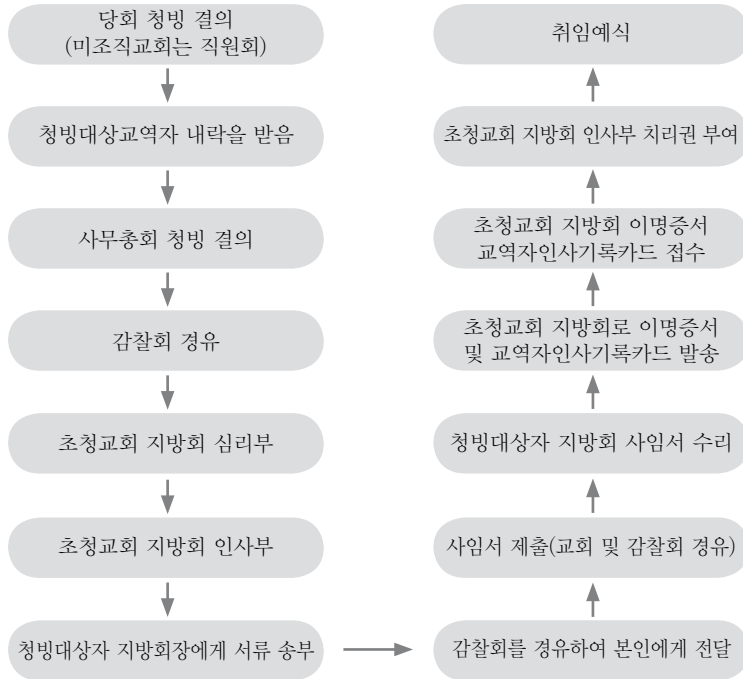 당회 청빙 결의
(미조직교회는 직원회)
청빙대상교역자 내락을 받음
사무총회 청빙 결의
감찰회 경유
초청교회 지방회 심리부
초청교회 지방회 인사부
청빙대상자 지방회장에게 서류 송부
감찰회를 경유하여 본인에게 전달
사임서 제출(교회 및 감찰회 경유)
청빙대상자 지방회 사임서 수리
초청교회 지방회로 이명증서
및 교역자인사기록카드 발송
초청교회 지방회 이명증서
교역자인사기록카드 접수
초청교회 지방회 인사부 치리권 부여
취임예식